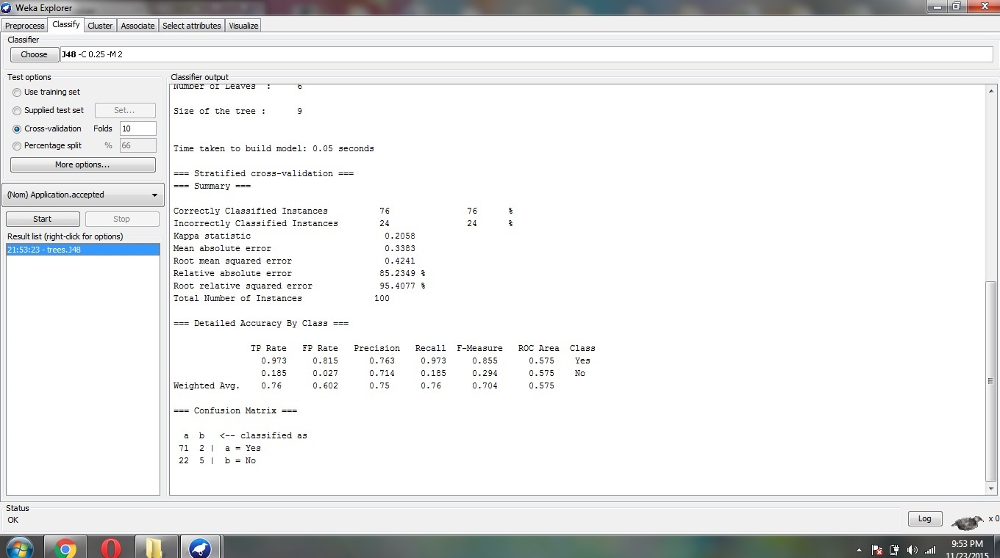 Weka Explorer
Preprocess Classify Cluster Associate Select attributes Visualize
Classifier
Choose J48 -C 0.25 -M 2
Test options
Use training set
Supplied test set Set...
Cross-validation Folds 10
Percentage split % 66
More options...
(Nom) Application.accepted
Start Stop
Result list (right-click for options)
21:53:23 - trees.J48
Classifier output
Number of Leaves : 6
Size of the tree : 9
Time taken to build model: 0.05 seconds
=== Stratified cross-validation ===
=== Summary ===
Correctly Classified Instances 76 76 %
Incorrectly Classified Instances 24 24 %
Kappa statistic 0.2058
Mean absolute error 0.3383
Root mean squared error 0.4241
Relative absolute error 85.2349 %
Root relative squared error 95.4077 %
Total Number of Instances 100
=== Detailed Accuracy By Class ===
TP Rate FP Rate Precision Recall F-Measure ROC Area Class
0.973 0.815 0.763 0.973 0.855 0.575 Yes
0.185 0.027 0.714 0.185 0.294 0.575 No
Weighted Avg. 0.76 0.602 0.75 0.76 0.704 0.575
=== Confusion Matrix ===
a b <-- classified as
71 2 | a = Yes
22 5 | b = No
Status
OK
Log
x 0
9:53 PM
11/23/2015